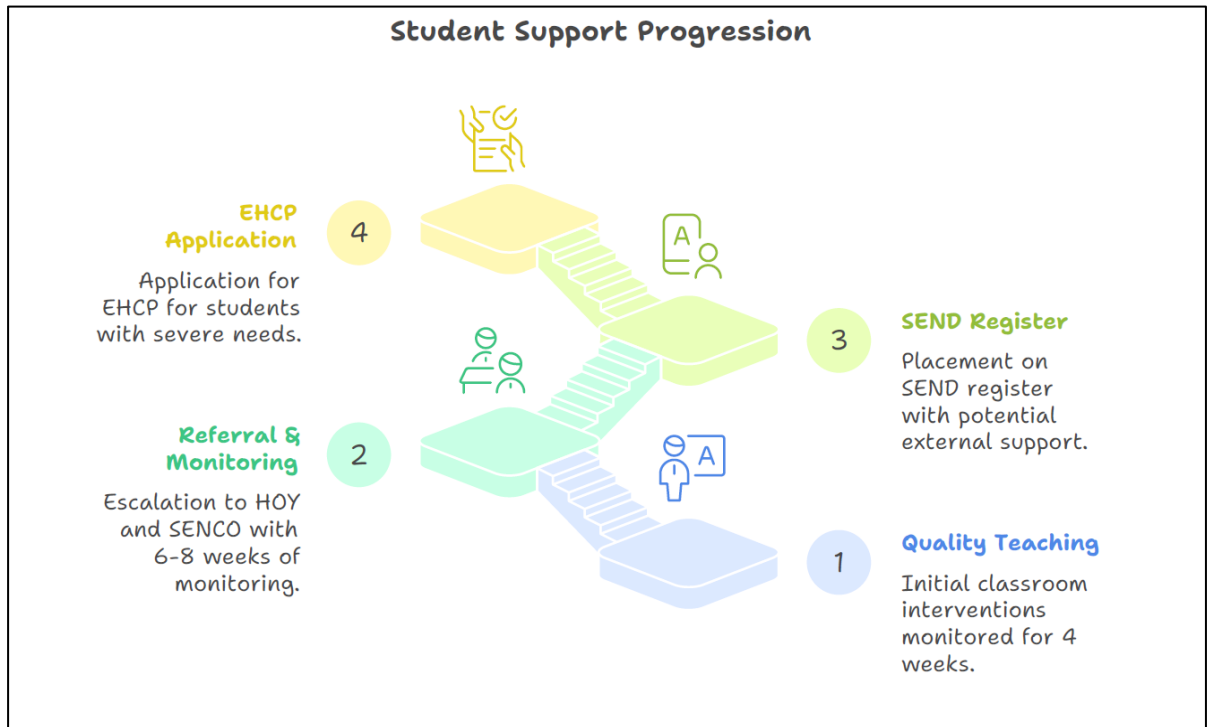 Student Support Progression
EHCP
Application
4
Application for
EHCP for students
with severe needs.
A
SEND Register
3
Placement on
SEND register
with potential
external support.
Referral &
Monitoring
2
Escalation to HOY
and SENCO with
6-8 weeks of
monitoring.
A
Quality Teaching
1
Initial classroom
interventions
monitored for 4
weeks.